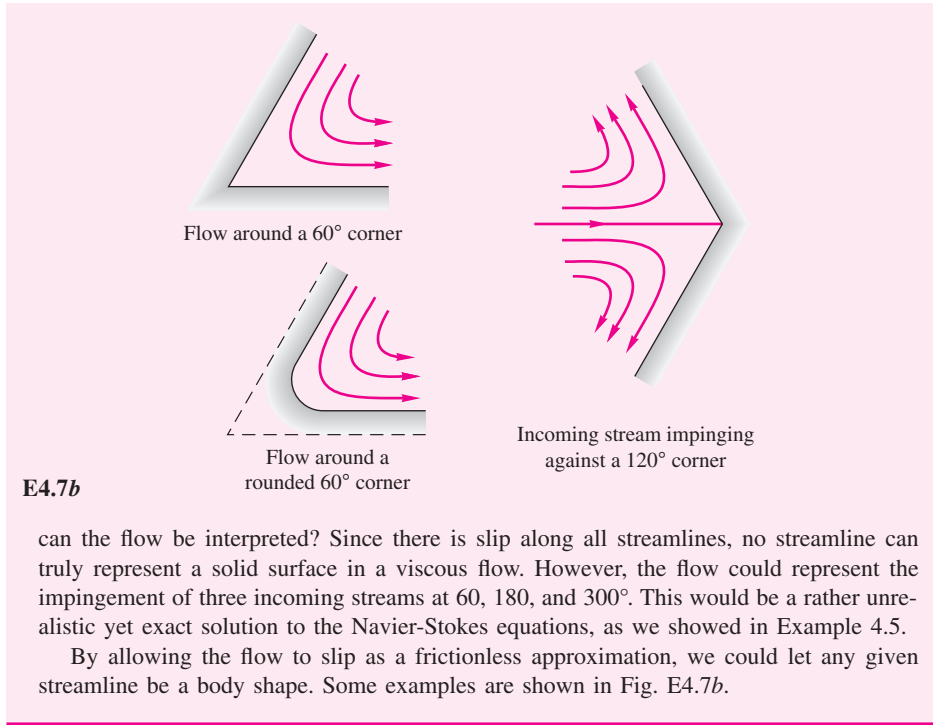 Flow around a 60° corner
Flow around a
rounded 60° corner
Incoming stream impinging
against a 120° corner
E4.7b
can the flow be interpreted? Since there is slip along all streamlines, no streamline can
truly represent a solid surface in a viscous flow. However, the flow could represent the
impingement of three incoming streams at 60, 180, and 300°. This would be a rather unre-
alistic yet exact solution to the Navier-Stokes equations, as we showed in Example 4.5.
By allowing the flow to slip as a frictionless approximation, we could let any given
streamline be a body shape. Some examples are shown in Fig. E4.7b.